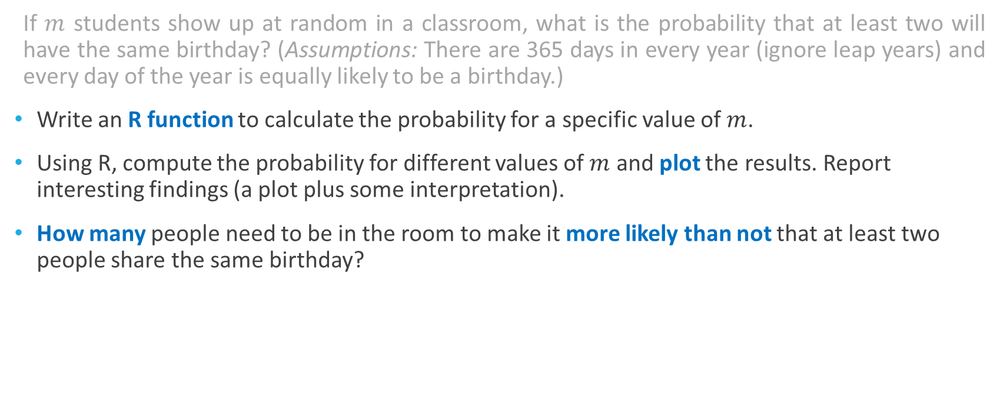 If m students show up at random in a classroom, what is the probability that at least two will
have the same birthday? (Assumptions: There are 365 days in every year (ignore leap years) and
every day of the year is equally likely to be a birthday.)
• Write an R function to calculate the probability for a specific value of m.
• Using R, compute the probability for different values of m and plot the results. Report
interesting findings (a plot plus some interpretation).
• How many people need to be in the room to make it more likely than not that at least two
people share the same birthday?